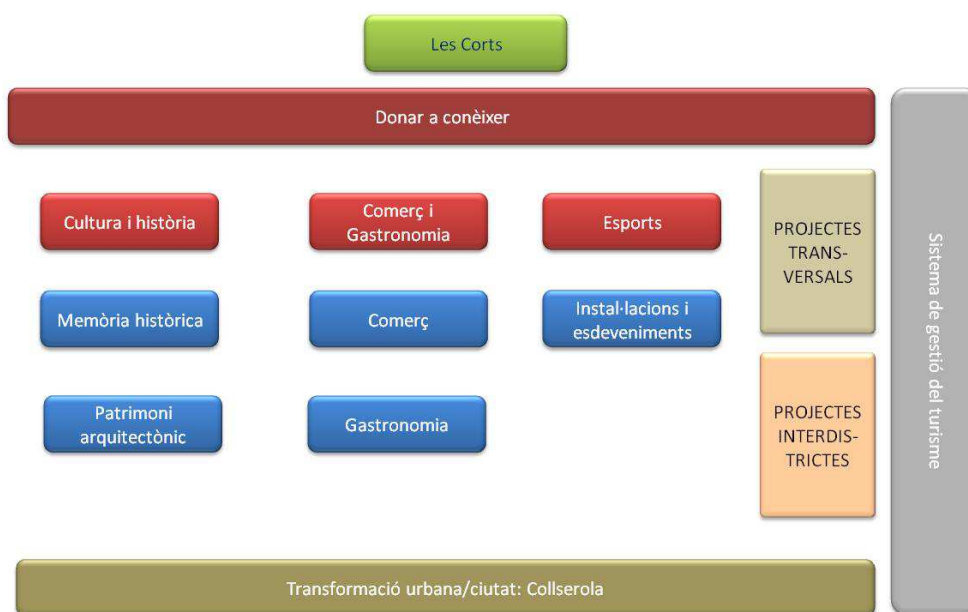 Les Corts
Donar a conèixer
Cultura i història
Comerç i
Gastronomia
Esports
PROJECTES
TRANS-
VERSALS
Memòria històrica
Comerç
Instal·lacions i
esdeveniments
Patrimoni
arquitectònic
Gastronomia
PROJECTES
INTERDIS-
TRICTES
Sistema de gestió del turisme
Transformació urbana/ciutat: Collserola